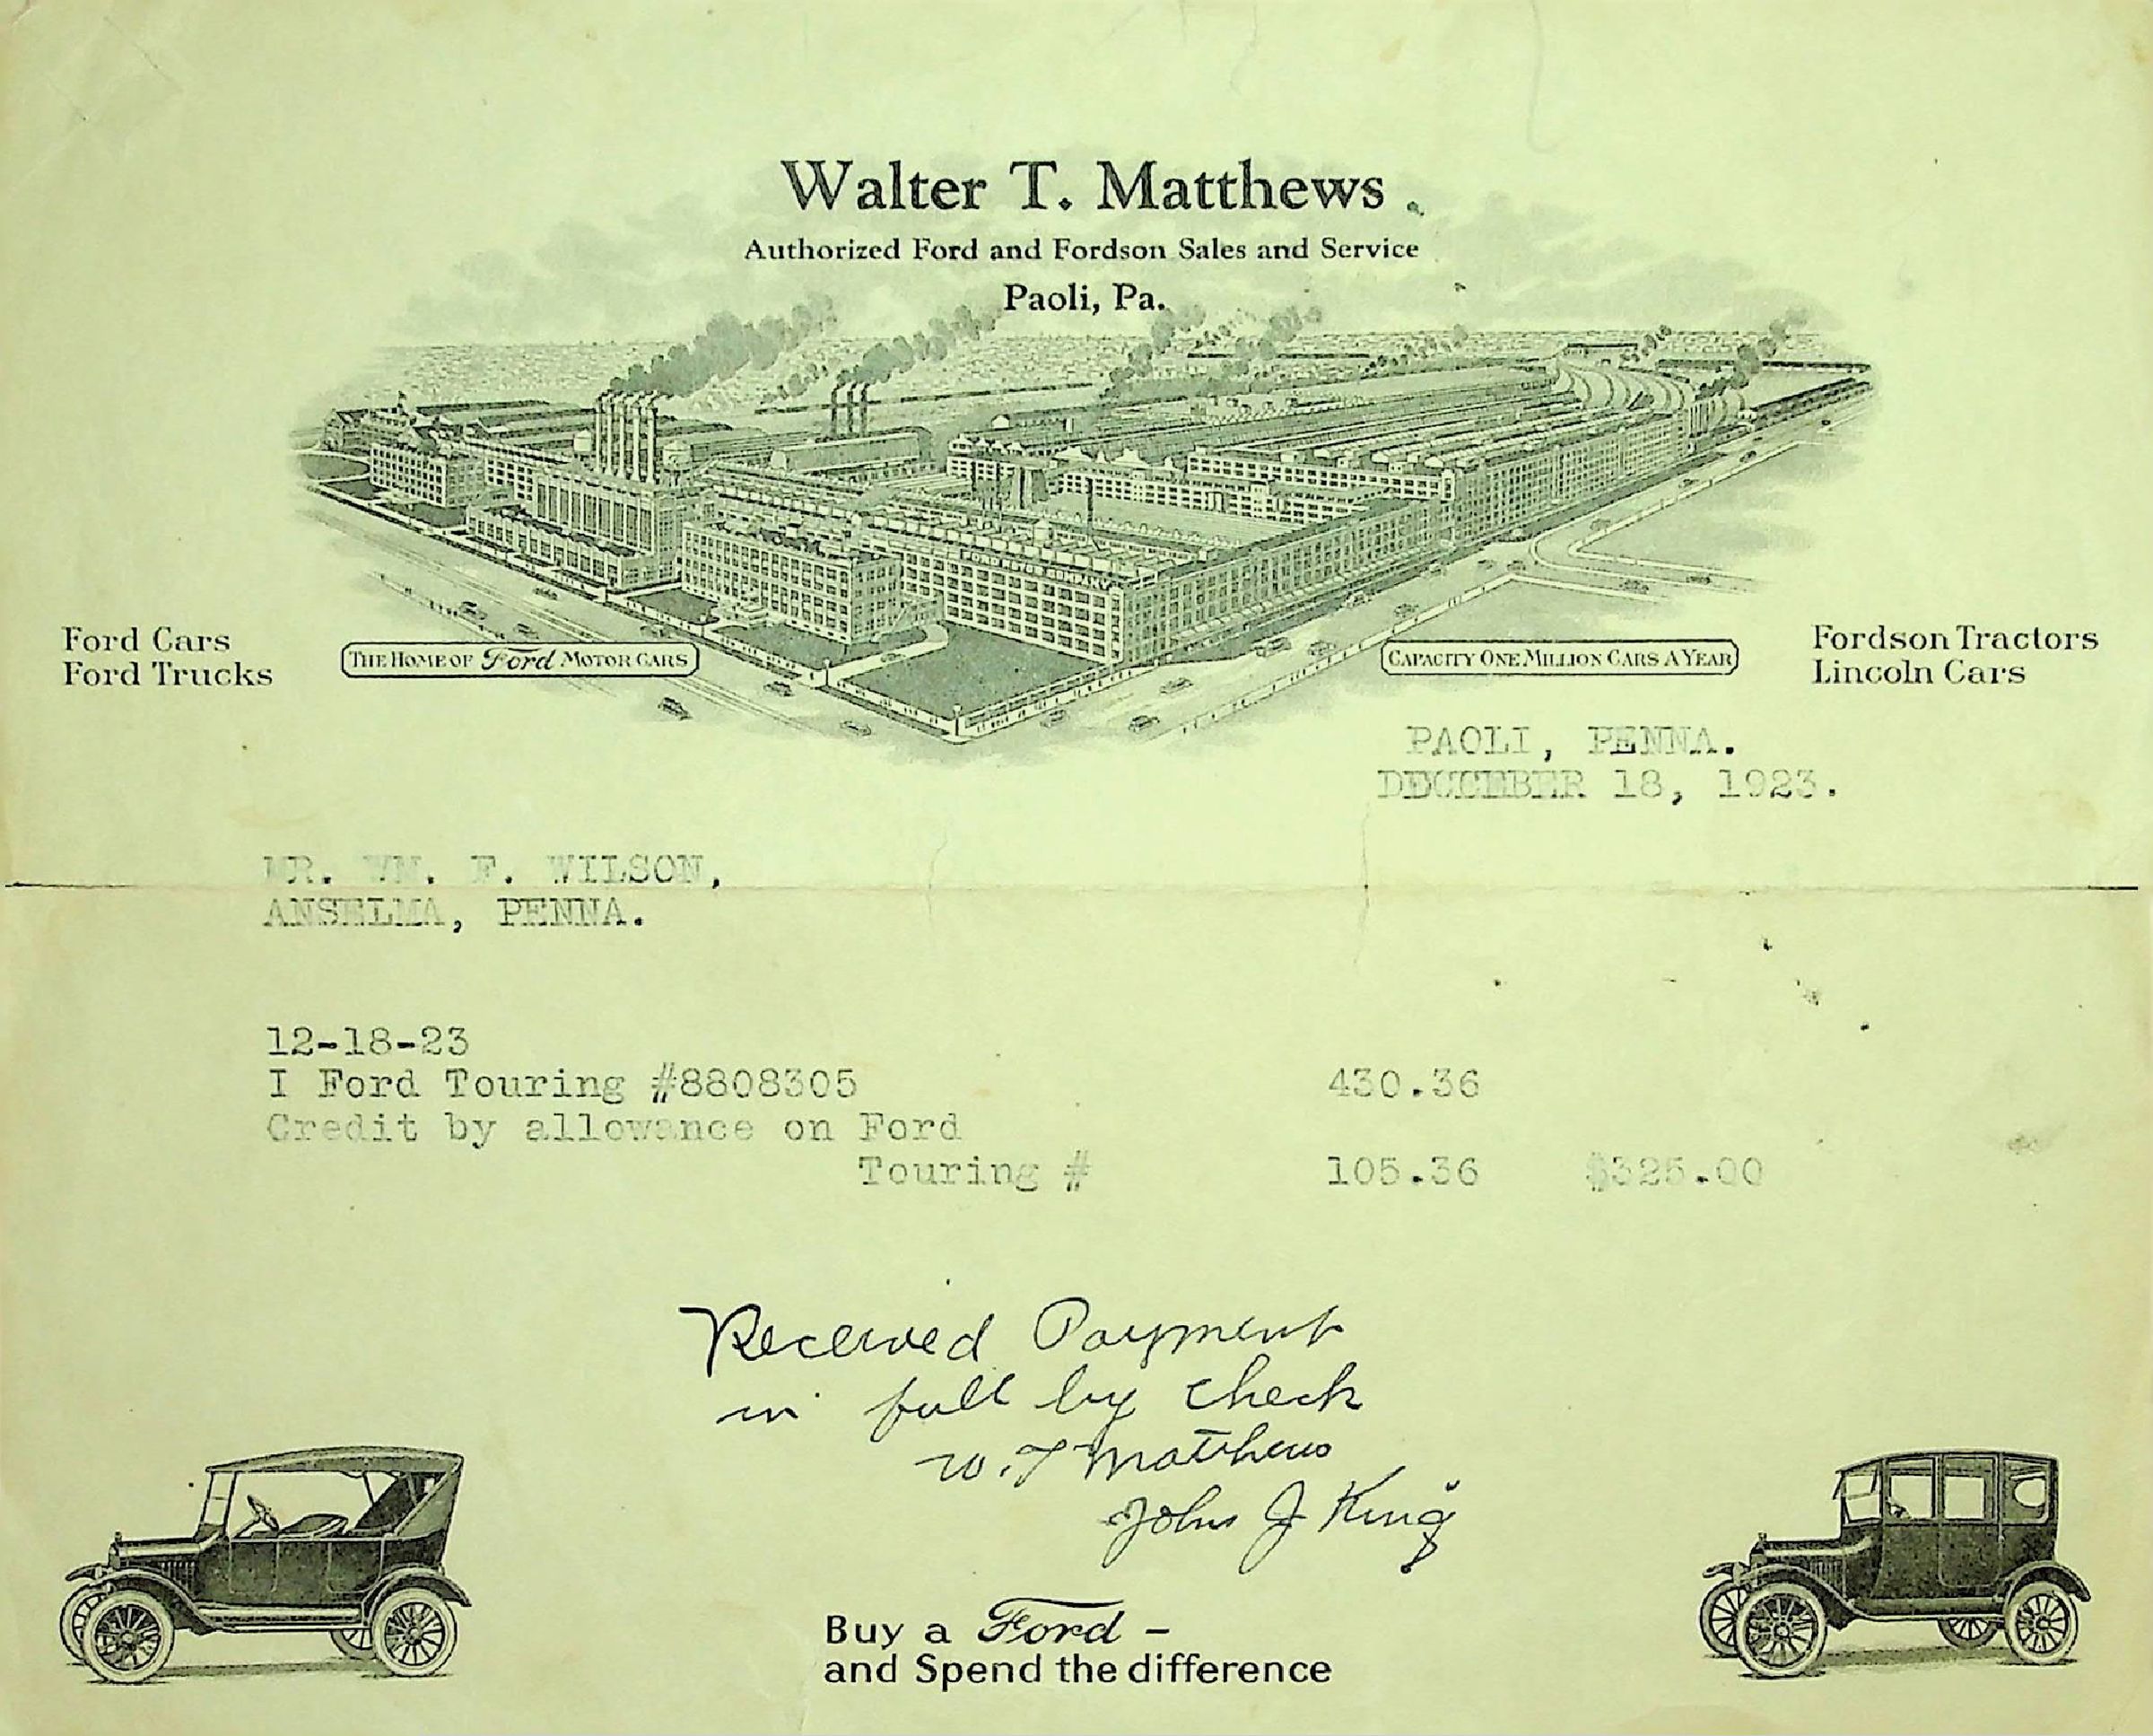 Walter T. Matthews
Authorized Ford and Fordson Sales and Service
Paoli, Pa.
FORD MOTOR COMPANY
Ford Cars
Ford Trucks
THE HOME OF Ford MOTOR CARS
CAPACITY ONE MILLION CARS A YEAR
Fordson Tractors
Lincoln Cars
PAOLI, PENNA.
DECEMBER 18, 1923.
MR. WM. F. WILSON,
ANSELMA, PENNA.
12-18-23
I Ford Touring #8808305 430.36
Credit by allowance on Ford
Touring # 105.36 $325.00
Received Payment
in full by check
W. T Matthews
John J King
Buy a Ford –
and Spend the difference